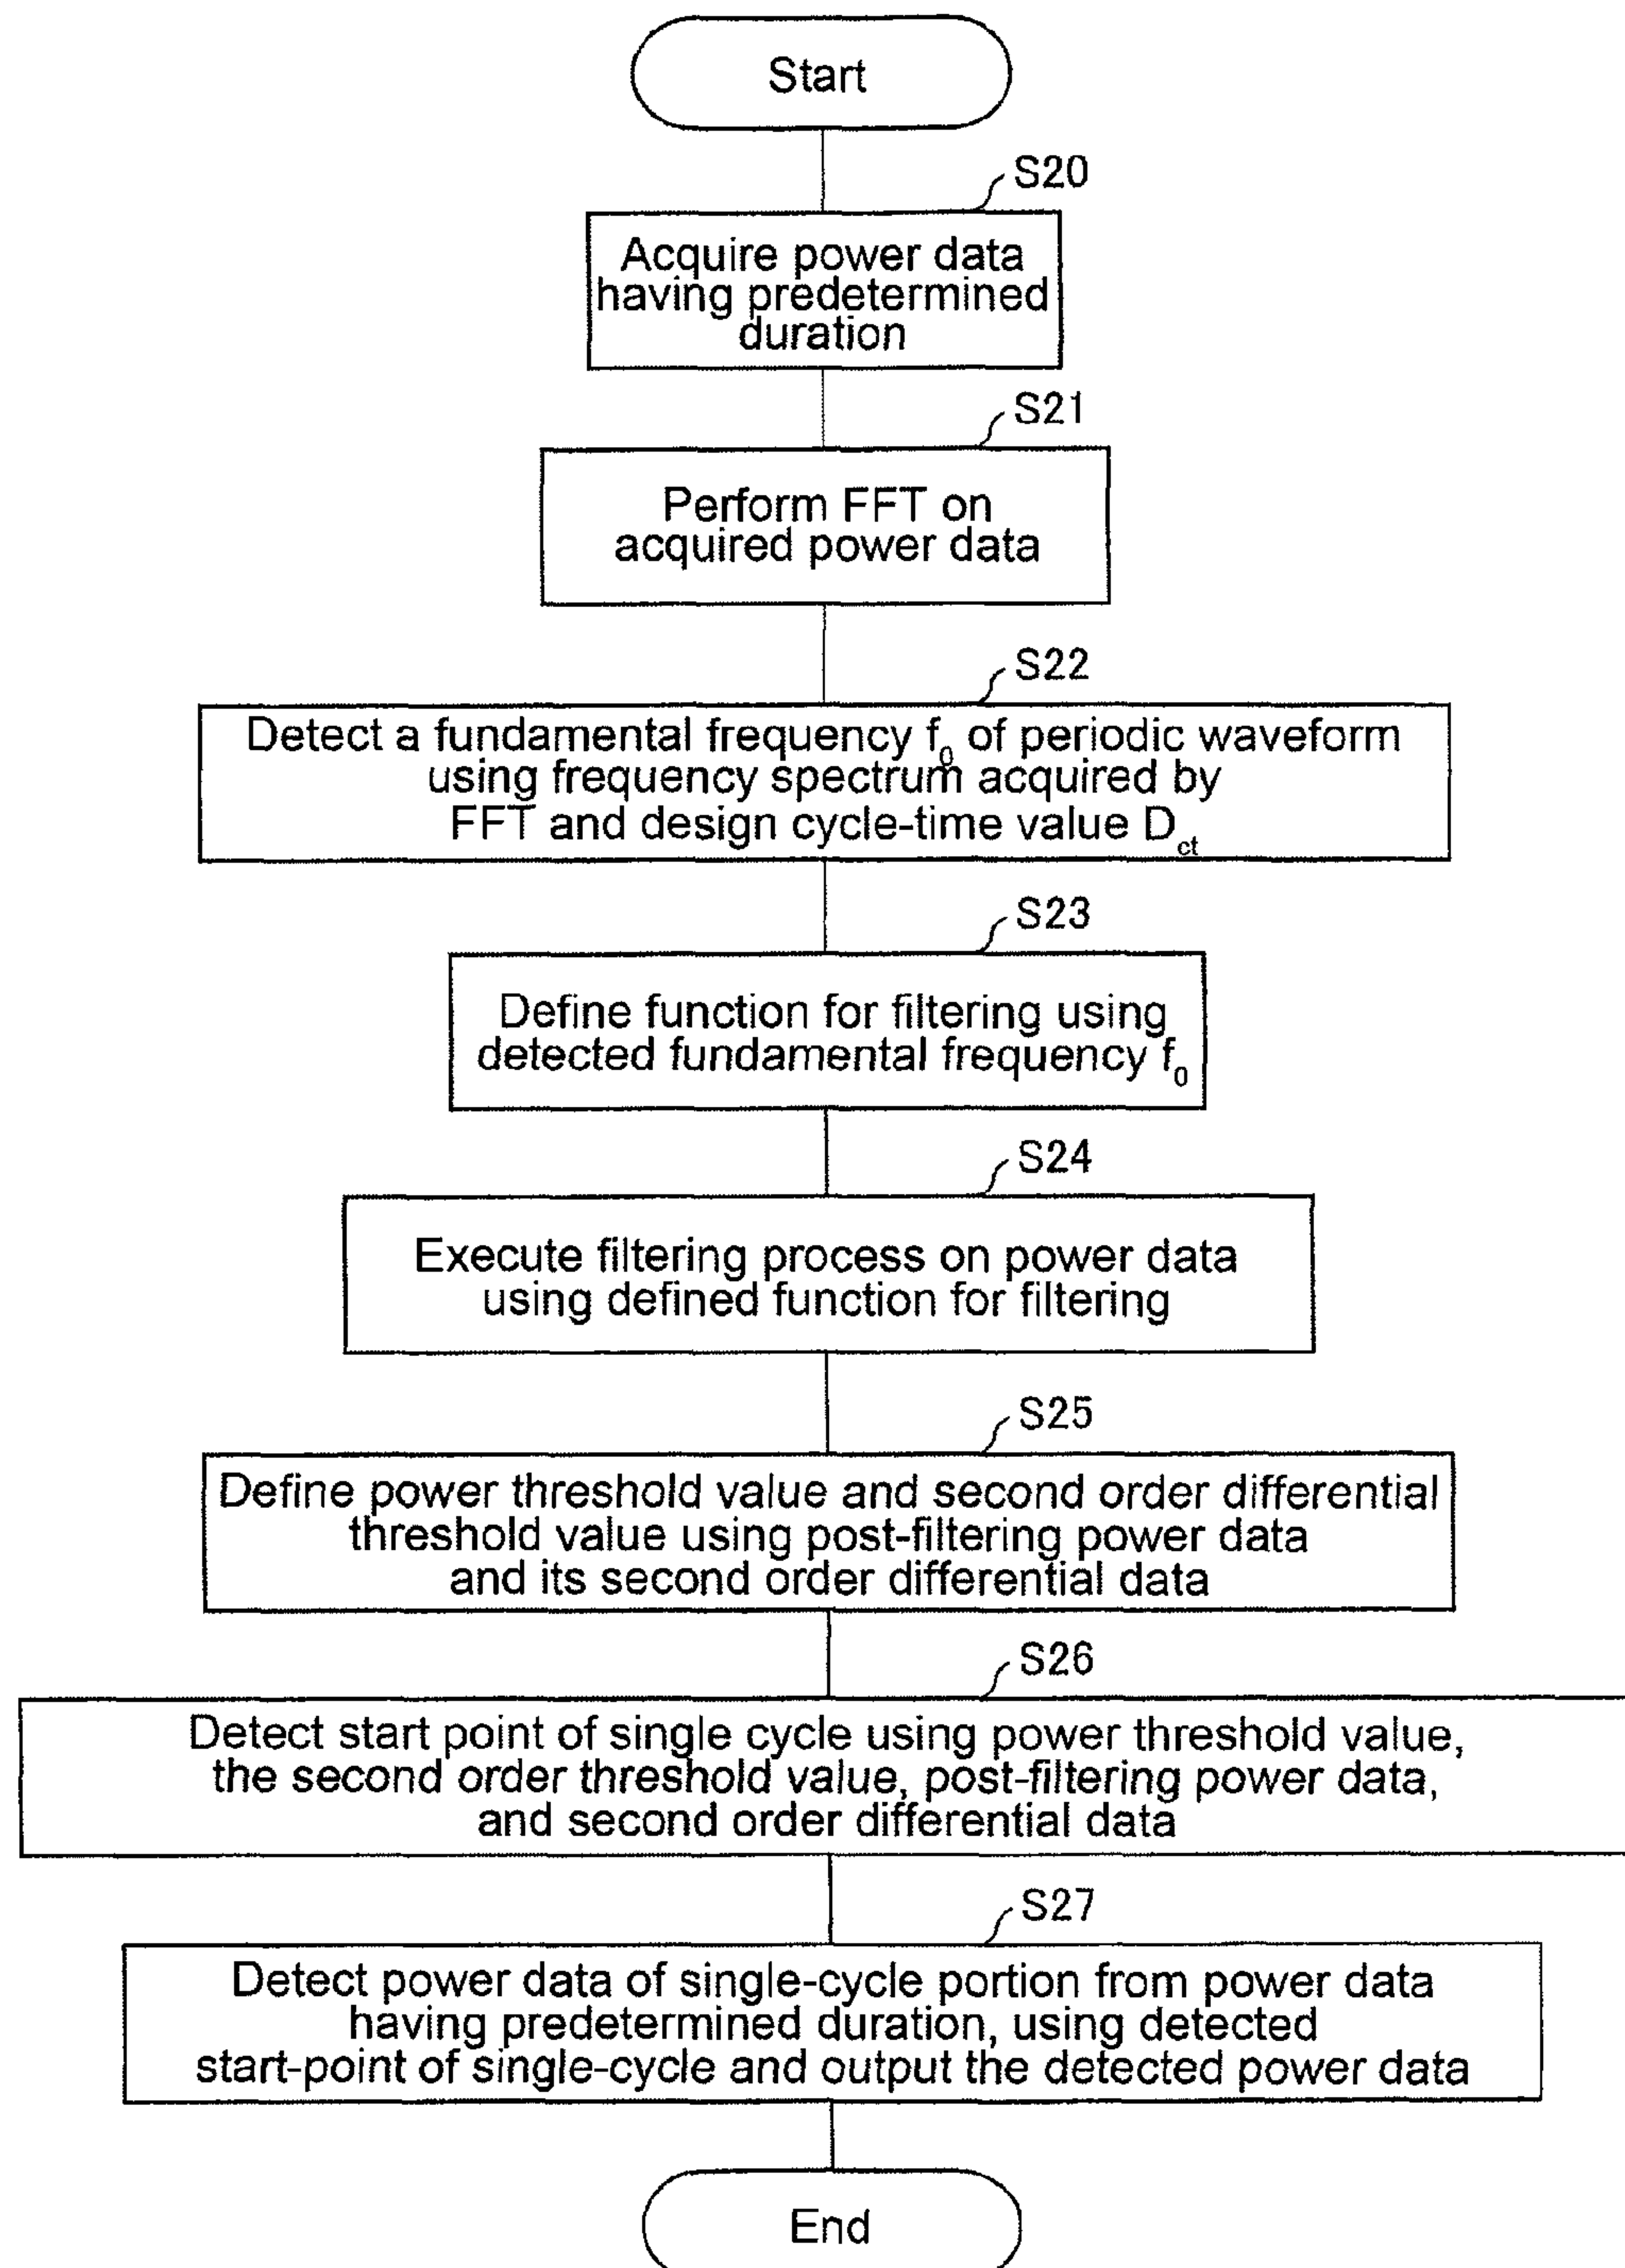 Start
S20
Acquire power data
having predetermined
duration
S21
Perform FFT on
acquired power data
S22
Detect a fundamental frequency f₀ of periodic waveform
using frequency spectrum acquired by
FFT and design cycle-time value D_ct
S23
Define function for filtering using
detected fundamental frequency f₀
S24
Execute filtering process on power data
using defined function for filtering
S25
Define power threshold value and second order differential
threshold value using post-filtering power data
and its second order differential data
S26
Detect start point of single cycle using power threshold value,
the second order threshold value, post-filtering power data,
and second order differential data
S27
Detect power data of single-cycle portion from power data
having predetermined duration, using detected
start-point of single-cycle and output the detected power data
End